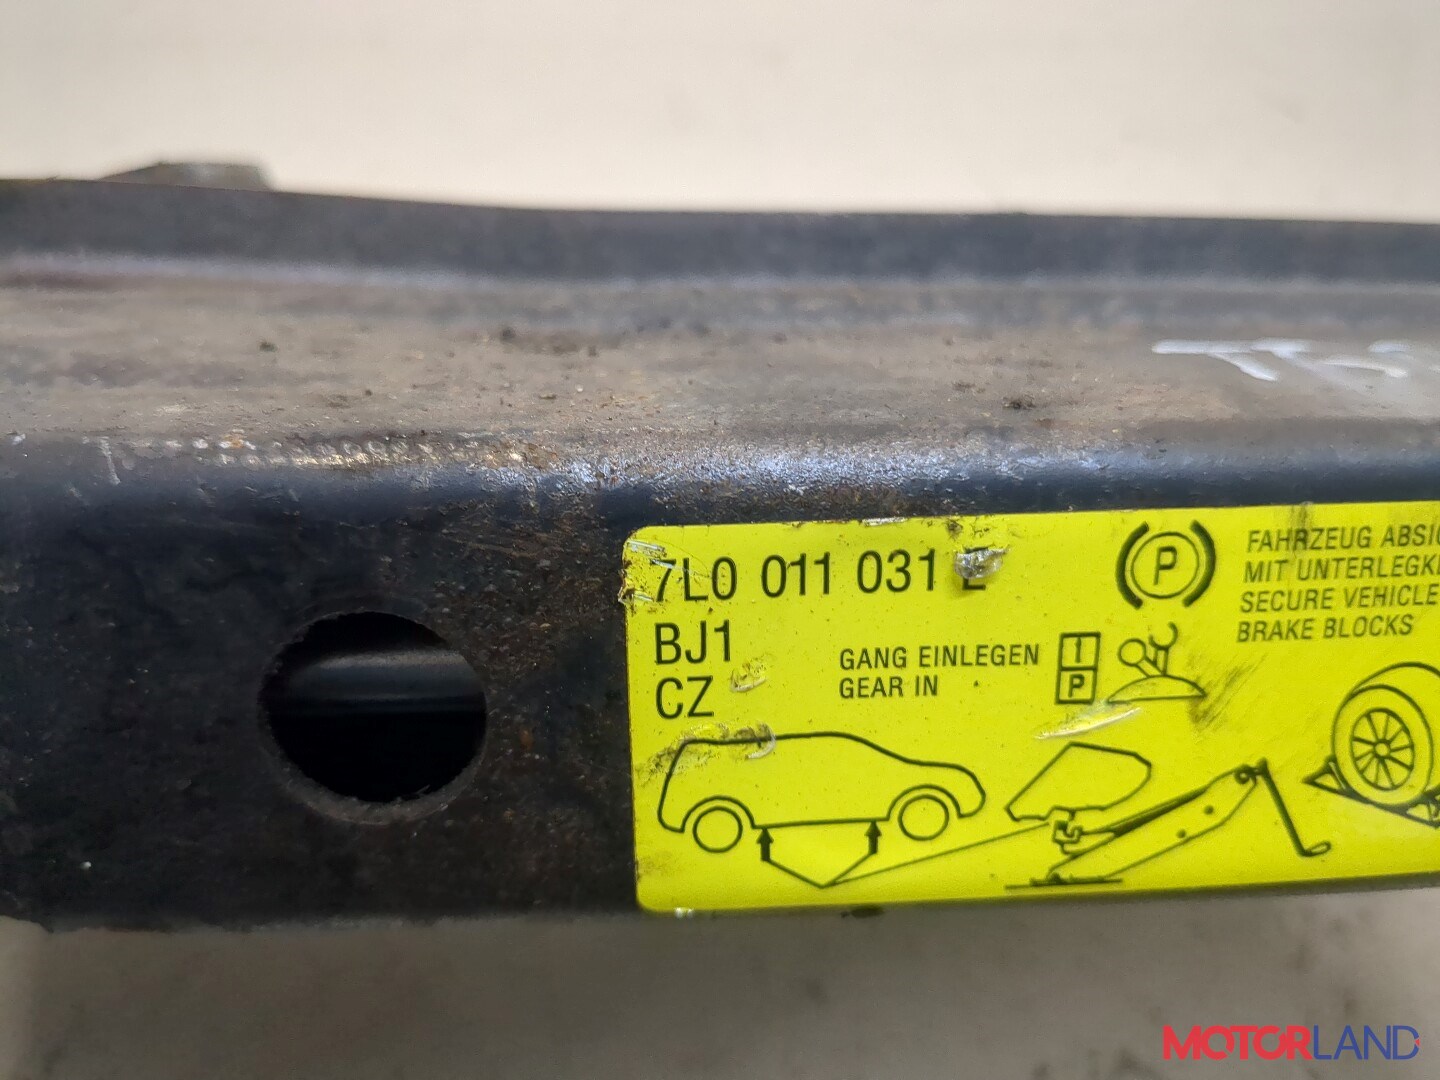 7L0 011 031 E
BJ1
CZ
GANG EINLEGEN
GEAR IN
I
P
P
FAHRZEUG
MIT
SECURE VEHICLE
BRAKE BLOCKS
MOTORLAND